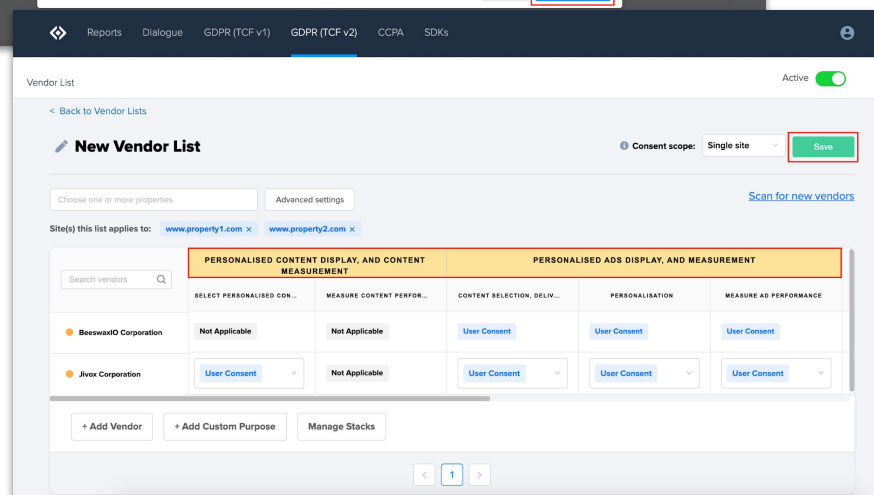 Reports Dialogue GDPR (TCF v1) GDPR (TCF v2) CCPA SDKs
Vendor List Active
< Back to Vendor Lists
New Vendor List Consent scope: Single site Save
Choose one or more properties Advanced settings Scan for new vendors
Site(s) this list applies to: www.property1.com × www.property2.com ×
Search vendors
PERSONALISED CONTENT DISPLAY, AND CONTENT MEASUREMENT
PERSONALISED ADS DISPLAY, AND MEASUREMENT
SELECT PERSONALISED CON... MEASURE CONTENT PERFOR... CONTENT SELECTION, DELIV... PERSONALISATION MEASURE AD PERFORMANCE
BeeswaxIO Corporation Not Applicable Not Applicable User Consent User Consent User Consent
Jivox Corporation User Consent Not Applicable User Consent User Consent User Consent
+ Add Vendor + Add Custom Purpose Manage Stacks
< 1 >